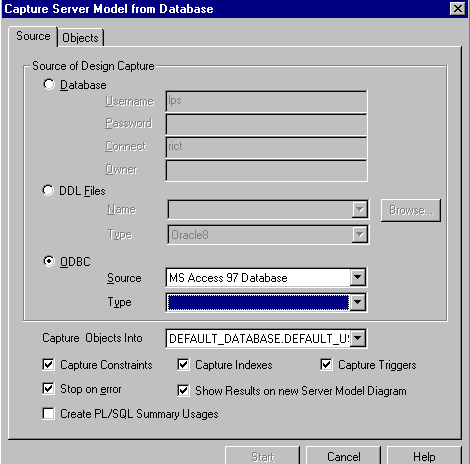 Capture Server Model from Database
Source Objects
Source of Design Capture
Database
Username lps
Password
Connect rict
Owner
DDL Files
Name Browse...
Type Oracle8
ODBC
Source MS Access 97 Database
Type
Capture Objects Into DEFAULT_DATABASE.DEFAULT_U
Capture Constraints Capture Indexes Capture Triggers
Stop on error Show Results on new Server Model Diagram
Create PL/SQL Summary Usages
Start Cancel Help